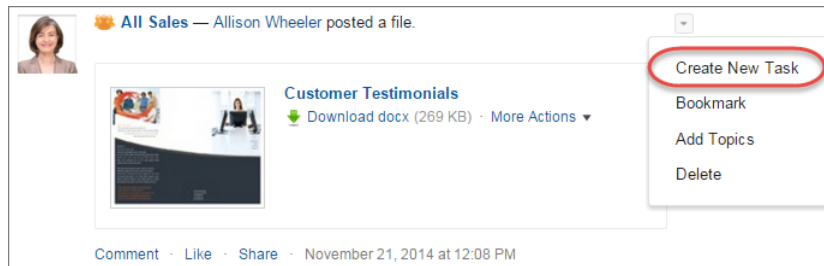 All Sales — Allison Wheeler posted a file.
Create New Task
Bookmark
Add Topics
Delete
Customer Testimonials
Download docx (269 KB) · More Actions
Comment · Like · Share · November 21, 2014 at 12:08 PM